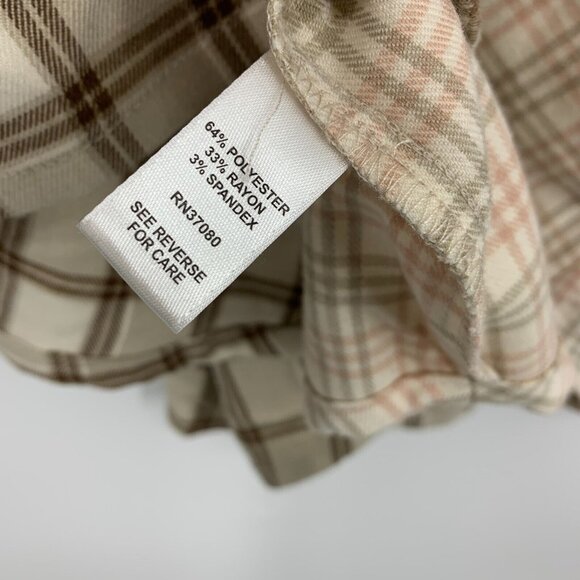 64% POLYESTER
33% RAYON
3% SPANDEX
RN37080
SEE REVERSE
FOR CARE